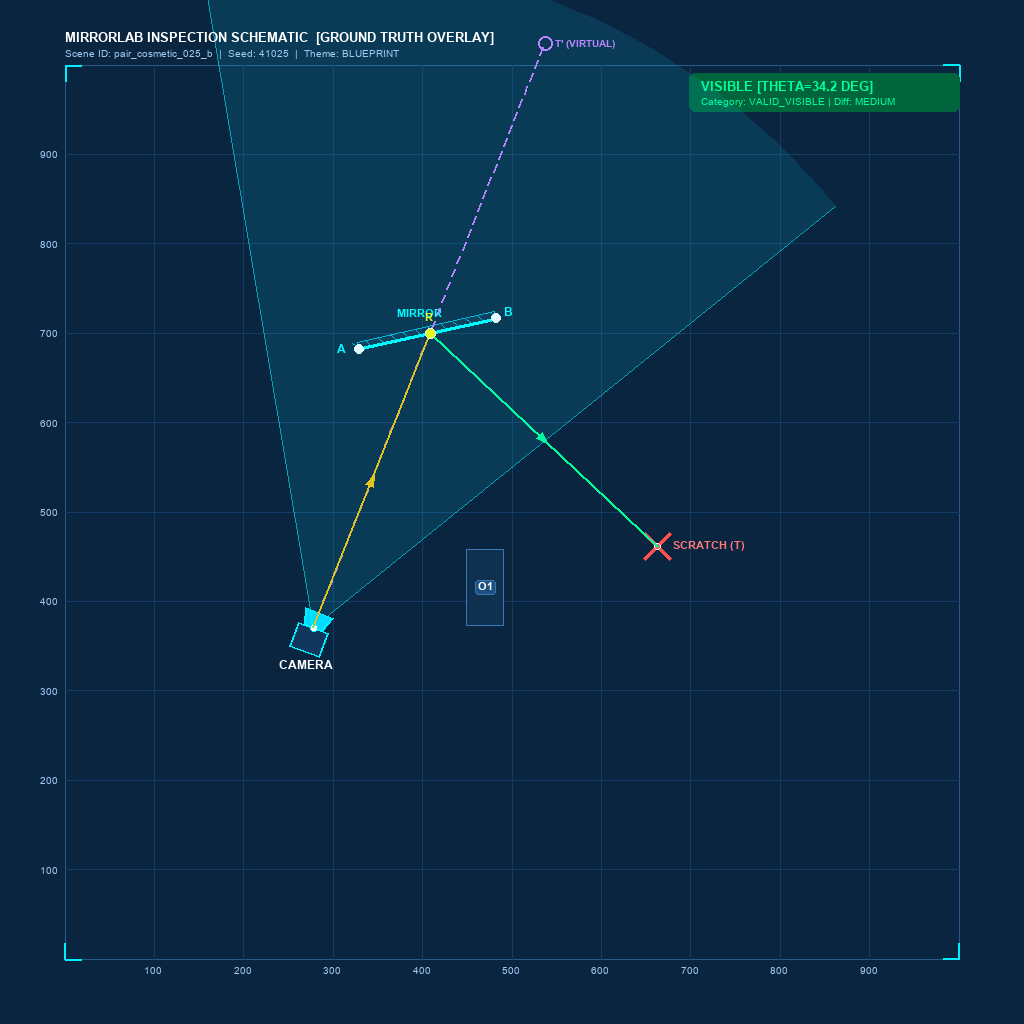 MIRRORLAB INSPECTION SCHEMATIC  [GROUND TRUTH OVERLAY]
Scene ID: pair_cosmetic_025_b  |  Seed: 41025  |  Theme: BLUEPRINT
T' (VIRTUAL)
VISIBLE [THETA=34.2 DEG]
Category: VALID_VISIBLE | Diff: MEDIUM
900
800
MIRROR
R
B
A
700
600
500
SCRATCH (T)
O1
400
CAMERA
300
200
100
100 200 300 400 500 600 700 800 900